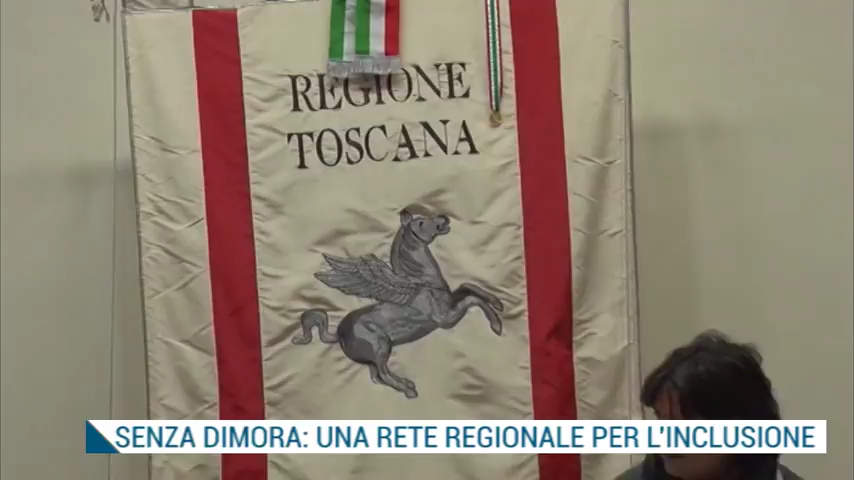 REGIONE
TOSCANA
SENZA DIMORA: UNA RETE REGIONALE PER L'INCLUSIONE